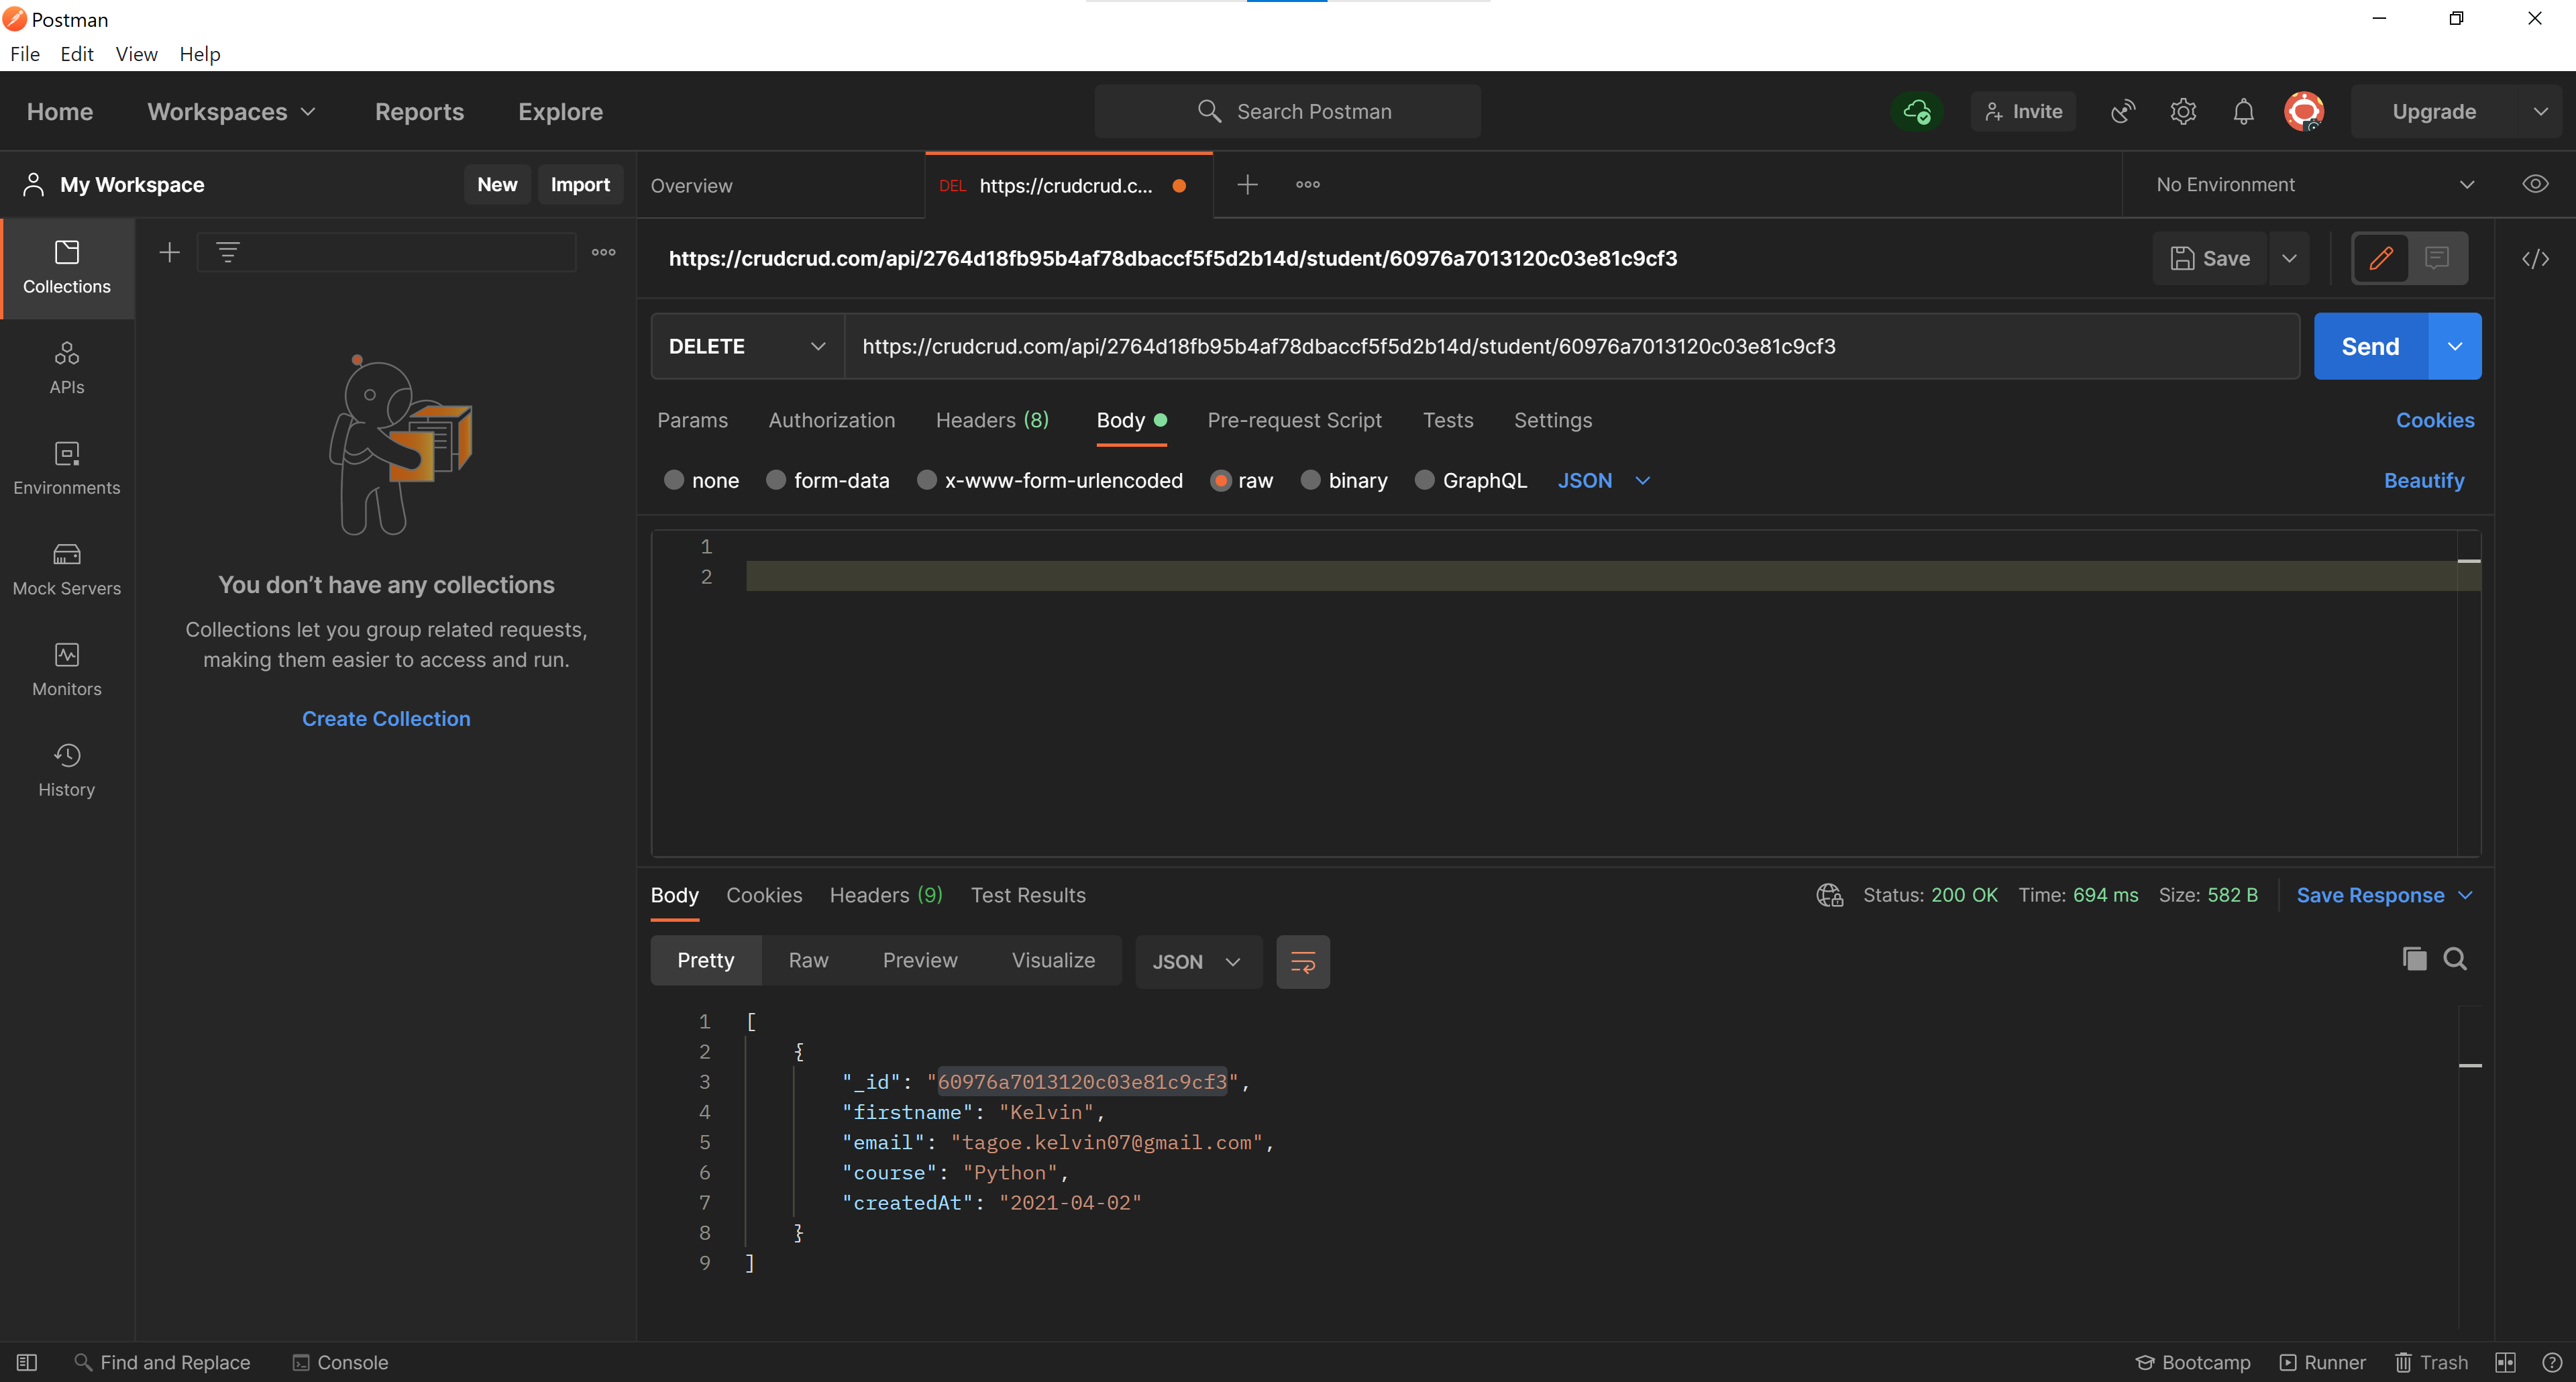 Postman
File Edit View Help
Home Workspaces Reports Explore Search Postman Invite Upgrade
My Workspace New Import Overview DEL https://crudcrud.c... No Environment
https://crudcrud.com/api/2764d18fb95b4af78dbaccf5f5d2b14d/student/60976a7013120c03e81c9cf3 Save
Collections
DELETE https://crudcrud.com/api/2764d18fb95b4af78dbaccf5f5d2b14d/student/60976a7013120c03e81c9cf3 Send
APIs
Params Authorization Headers (8) Body Pre-request Script Tests Settings Cookies
none form-data x-www-form-urlencoded raw binary GraphQL JSON Beautify
Environments
1
2
Mock Servers
You don’t have any collections
Collections let you group related requests,
making them easier to access and run.
Monitors
Create Collection
History
Body Cookies Headers (9) Test Results Status: 200 OK Time: 694 ms Size: 582 B Save Response
Pretty Raw Preview Visualize JSON
1 [
2 {
3 "_id": "60976a7013120c03e81c9cf3",
4 "firstname": "Kelvin",
5 "email": "tagoe.kelvin07@gmail.com",
6 "course": "Python",
7 "createdAt": "2021-04-02"
8 }
9 ]
Find and Replace Console Bootcamp Runner Trash